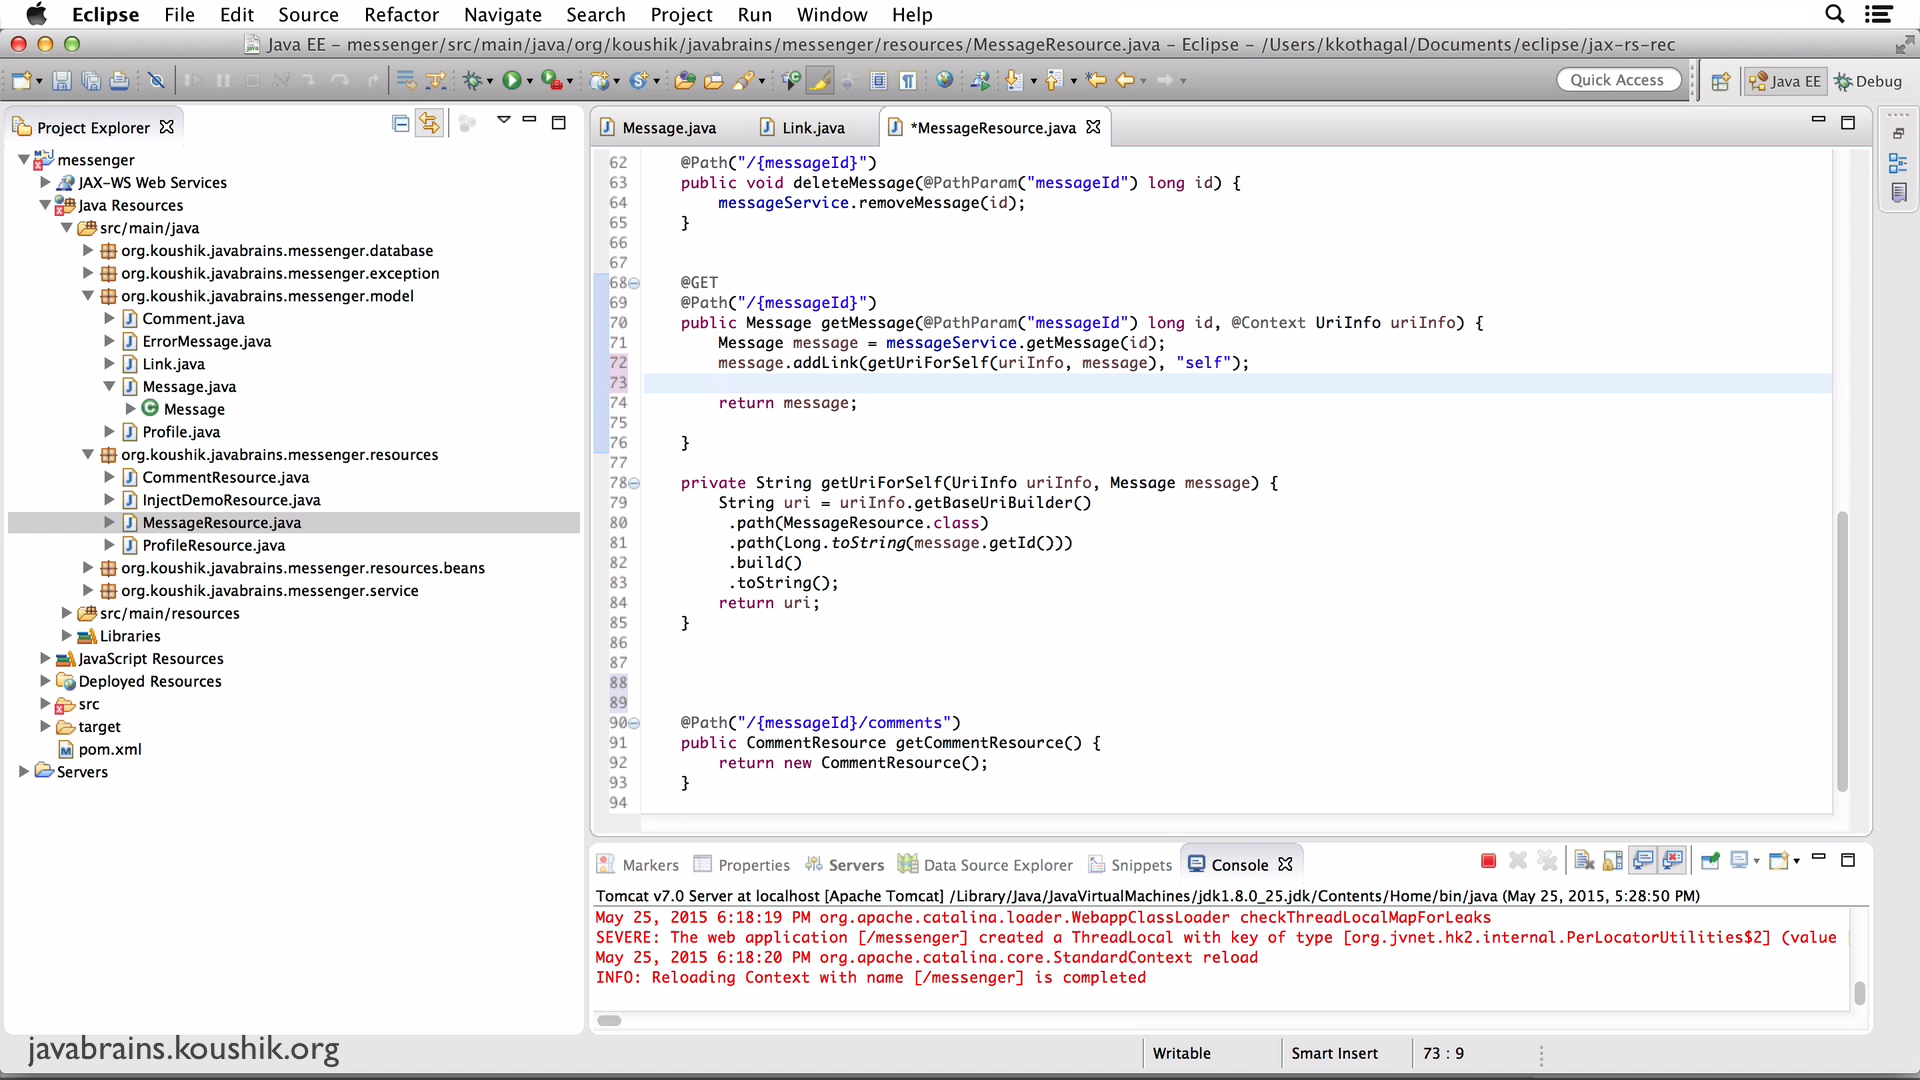 Eclipse File Edit Source Refactor Navigate Search Project Run Window Help
Java EE – messenger/src/main/java/org/koushik/javabrains/messenger/resources/MessageResource.java – Eclipse – /Users/kkothagal/Documents/eclipse/jax-rs-rec
Quick Access Java EE Debug
Project Explorer
messenger
JAX-WS Web Services
Java Resources
src/main/java
org.koushik.javabrains.messenger.database
org.koushik.javabrains.messenger.exception
org.koushik.javabrains.messenger.model
Comment.java
ErrorMessage.java
Link.java
Message.java
Message
Profile.java
org.koushik.javabrains.messenger.resources
CommentResource.java
InjectDemoResource.java
MessageResource.java
ProfileResource.java
org.koushik.javabrains.messenger.resources.beans
org.koushik.javabrains.messenger.service
src/main/resources
Libraries
JavaScript Resources
Deployed Resources
src
target
pom.xml
Servers
Message.java Link.java *MessageResource.java
62 @Path("/{messageId}")
63 public void deleteMessage(@PathParam("messageId") long id) {
64 messageService.removeMessage(id);
65 }
66
67
68 @GET
69 @Path("/{messageId}")
70 public Message getMessage(@PathParam("messageId") long id, @Context UriInfo uriInfo) {
71 Message message = messageService.getMessage(id);
72 message.addLink(getUriForSelf(uriInfo, message), "self");
73
74 return message;
75
76 }
77
78 private String getUriForSelf(UriInfo uriInfo, Message message) {
79 String uri = uriInfo.getBaseUriBuilder()
80 .path(MessageResource.class)
81 .path(Long.toString(message.getId()))
82 .build()
83 .toString();
84 return uri;
85 }
86
87
88
89
90 @Path("/{messageId}/comments")
91 public CommentResource getCommentResource() {
92 return new CommentResource();
93 }
94
Markers Properties Servers Data Source Explorer Snippets Console
Tomcat v7.0 Server at localhost [Apache Tomcat] /Library/Java/JavaVirtualMachines/jdk1.8.0_25.jdk/Contents/Home/bin/java (May 25, 2015, 5:28:50 PM)
May 25, 2015 6:18:19 PM org.apache.catalina.loader.WebappClassLoader checkThreadLocalMapForLeaks
SEVERE: The web application [/messenger] created a ThreadLocal with key of type [org.jvnet.hk2.internal.PerLocatorUtilities$2] (value
May 25, 2015 6:18:20 PM org.apache.catalina.core.StandardContext reload
INFO: Reloading Context with name [/messenger] is completed
javabrains.koushik.org
Writable Smart Insert 73 : 9